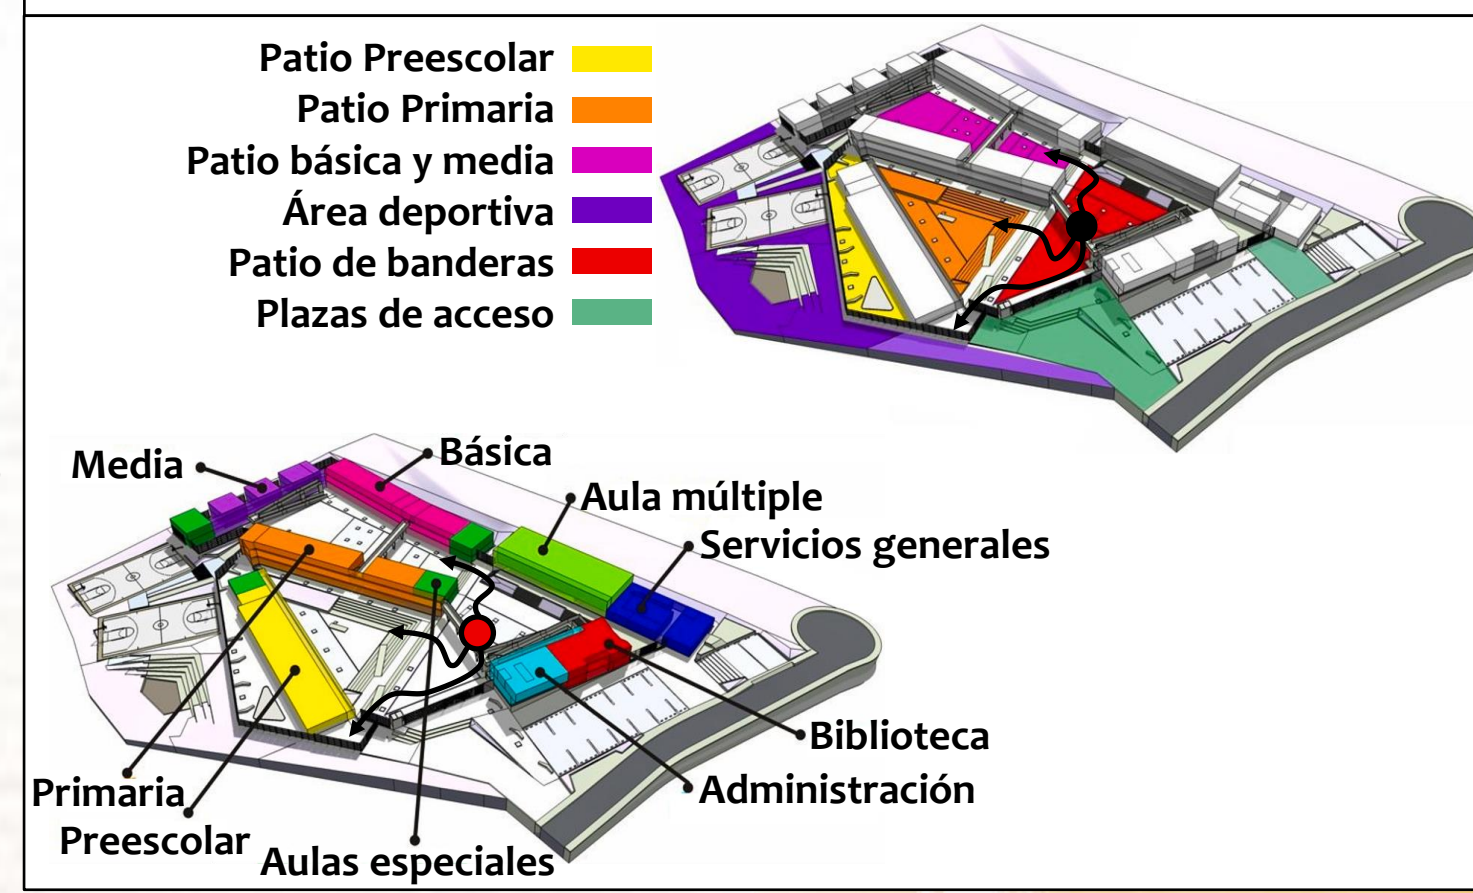 Patio Preescolar
Patio Primaria
Patio básica y media
Área deportiva
Patio de banderas
Plazas de acceso
Media
Básica
Aula múltiple
Servicios generales
Biblioteca
Administración
Primaria
Preescolar
Aulas especiales